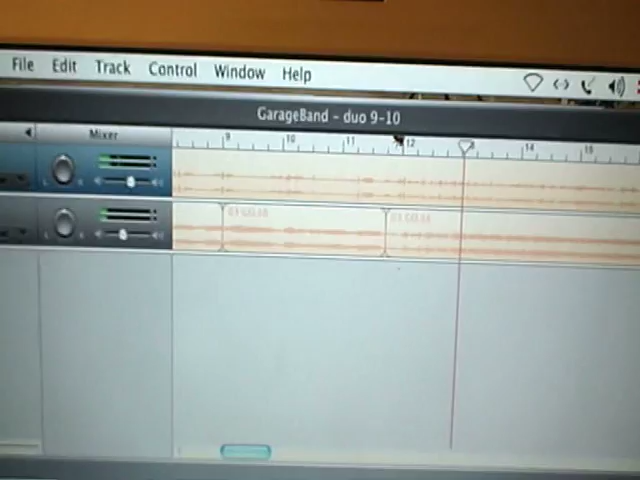 File Edit Track Control Window Help
GarageBand - duo 9-10
Mixer
9 10 11 12 14 15